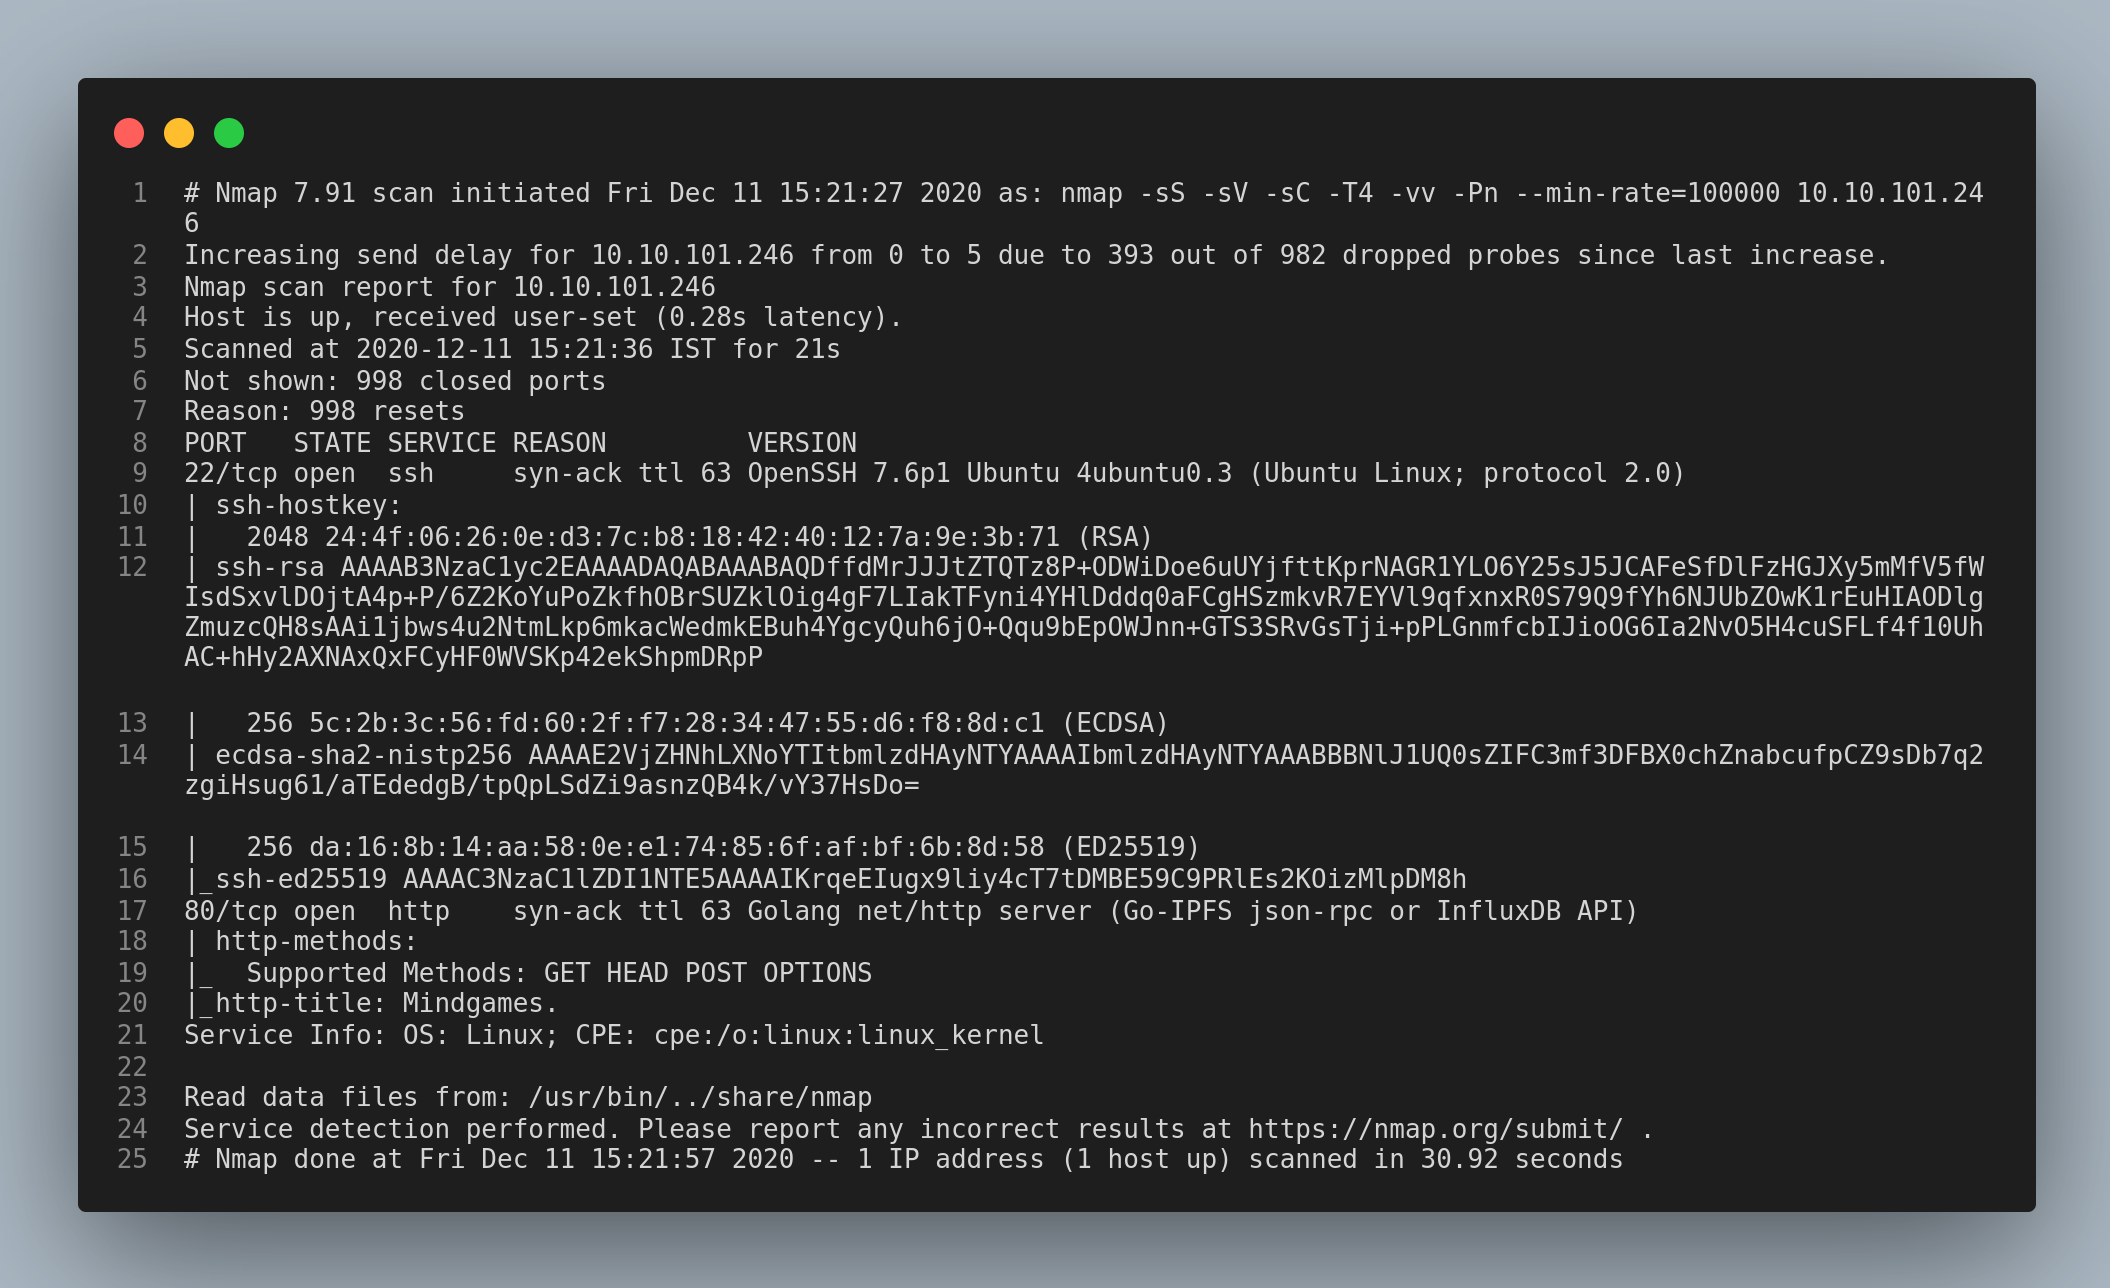 1 # Nmap 7.91 scan initiated Fri Dec 11 15:21:27 2020 as: nmap -sS -sV -sC -T4 -vv -Pn --min-rate=100000 10.10.101.24
6
2 Increasing send delay for 10.10.101.246 from 0 to 5 due to 393 out of 982 dropped probes since last increase.
3 Nmap scan report for 10.10.101.246
4 Host is up, received user-set (0.28s latency).
5 Scanned at 2020-12-11 15:21:36 IST for 21s
6 Not shown: 998 closed ports
7 Reason: 998 resets
8 PORT   STATE SERVICE REASON         VERSION
9 22/tcp open  ssh     syn-ack ttl 63 OpenSSH 7.6p1 Ubuntu 4ubuntu0.3 (Ubuntu Linux; protocol 2.0)
10 | ssh-hostkey:
11 |   2048 24:4f:06:26:0e:d3:7c:b8:18:42:40:12:7a:9e:3b:71 (RSA)
12 | ssh-rsa AAAAB3NzaC1yc2EAAAADAQABAAABAQDffdMrJJJtZTQTz8P+ODWiDoe6uUYjfttKprNAGR1YLO6Y25sJ5JCAFeSfDlFzHGJXy5mMfV5fW
IsdSxvlDOjtA4p+P/6Z2KoYuPoZkfhOBrSUZklOig4gF7LIakTFyni4YHlDddq0aFCgHSzmkvR7EYVl9qfxnxR0S79Q9fYh6NJUbZOwK1rEuHIAODlg
ZmuzcQH8sAAi1jbws4u2NtmLkp6mkacWedmkEBuh4YgcyQuh6jO+Qqu9bEpOWJnn+GTS3SRvGsTji+pPLGnmfcbIJioOG6Ia2NvO5H4cuSFLf4f10Uh
AC+hHy2AXNAxQxFCyHF0WVSKp42ekShpmDRpP
13 |   256 5c:2b:3c:56:fd:60:2f:f7:28:34:47:55:d6:f8:8d:c1 (ECDSA)
14 | ecdsa-sha2-nistp256 AAAAE2VjZHNhLXNoYTItbmlzdHAyNTYAAAAIbmlzdHAyNTYAAABBBNlJ1UQ0sZIFC3mf3DFBX0chZnabcufpCZ9sDb7q2
zgiHsug61/aTEdedgB/tpQpLSdZi9asnzQB4k/vY37HsDo=
15 |   256 da:16:8b:14:aa:58:0e:e1:74:85:6f:af:bf:6b:8d:58 (ED25519)
16 |_ssh-ed25519 AAAAC3NzaC1lZDI1NTE5AAAAIKrqeEIugx9liy4cT7tDMBE59C9PRlEs2KOizMlpDM8h
17 80/tcp open  http    syn-ack ttl 63 Golang net/http server (Go-IPFS json-rpc or InfluxDB API)
18 | http-methods:
19 |_  Supported Methods: GET HEAD POST OPTIONS
20 |_http-title: Mindgames.
21 Service Info: OS: Linux; CPE: cpe:/o:linux:linux_kernel
22
23 Read data files from: /usr/bin/../share/nmap
24 Service detection performed. Please report any incorrect results at https://nmap.org/submit/ .
25 # Nmap done at Fri Dec 11 15:21:57 2020 -- 1 IP address (1 host up) scanned in 30.92 seconds